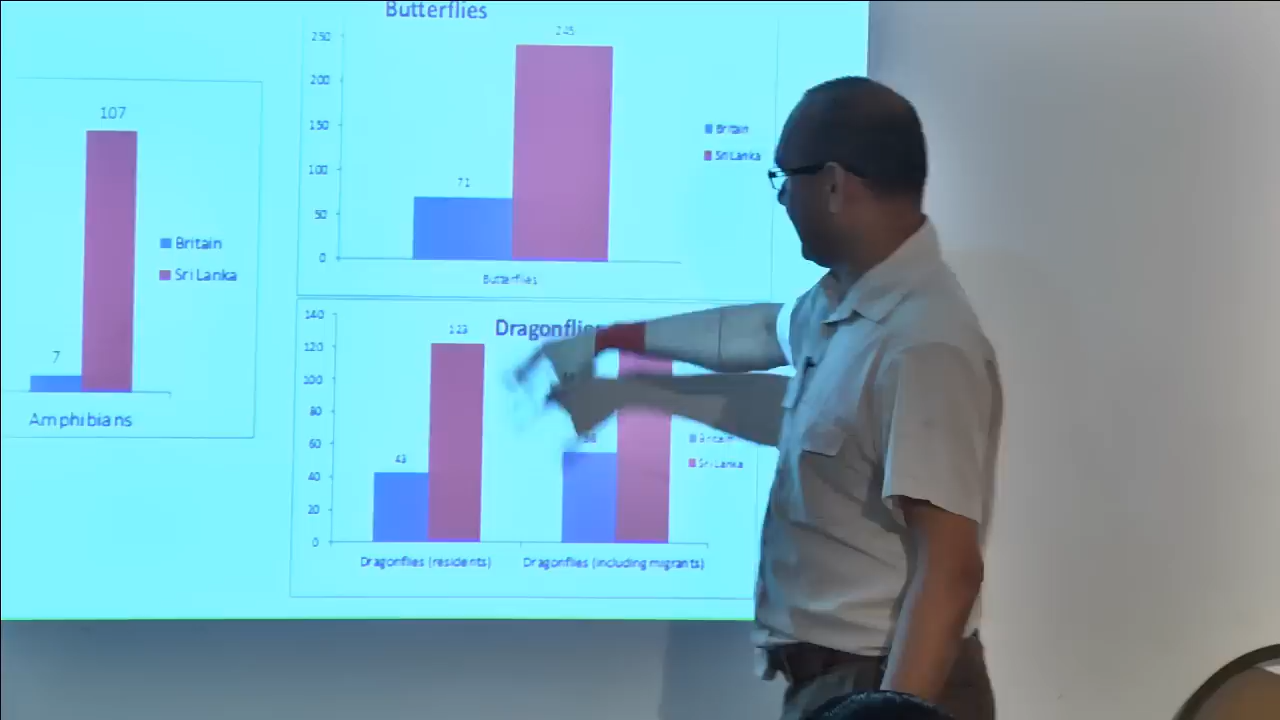 107
7
Britain
Sri Lanka
Amphibians
Butterflies
250
200
150
100
50
0
245
71
Britain
Sri Lanka
Butterflies
Dragonflies
140
120
100
80
60
40
20
0
123
43
Britain
Sri Lanka
Dragonflies (residents)
Dragonflies (including migrants)